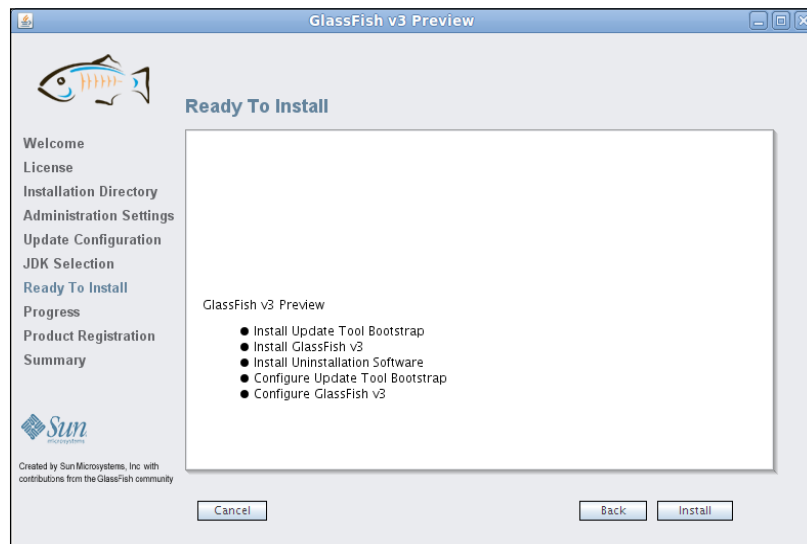 GlassFish v3 Preview
Ready To Install
Welcome
License
Installation Directory
Administration Settings
Update Configuration
JDK Selection
Ready To Install
Progress
Product Registration
Summary
GlassFish v3 Preview
● Install Update Tool Bootstrap
● Install GlassFish v3
● Install Uninstallation Software
● Configure Update Tool Bootstrap
● Configure GlassFish v3
Sun
microsystems
Created by Sun Microsystems, Inc with
contributions from the GlassFish community
Cancel
Back
Install